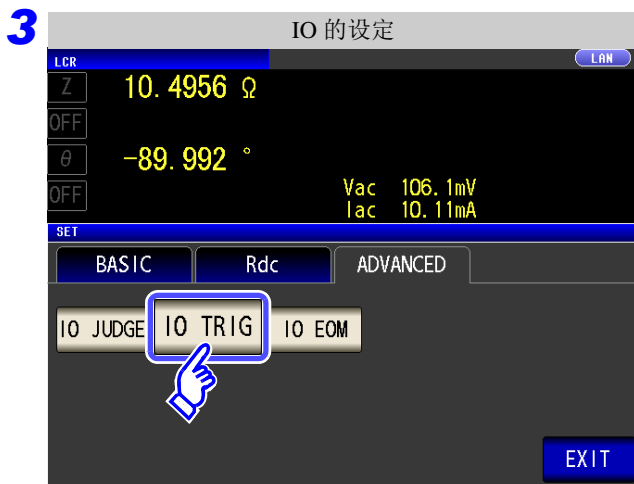 3
IO 的设定
LCR
LAN
Z 10.4956 Ω
OFF
θ -89.992 °
OFF
Vac 106.1mV
Iac 10.11mA
SET
BASIC Rdc ADVANCED
IO JUDGE IO TRIG IO EOM
EXIT